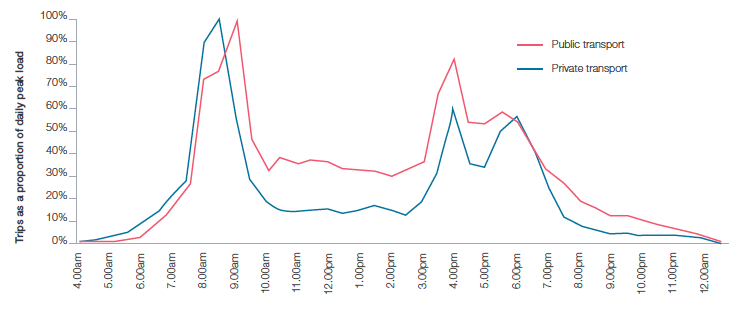 Trips as a proportion of daily peak load
100%
90%
80%
70%
60%
50%
40%
30%
20%
10%
0%
Public transport
Private transport
4.00am
5.00am
6.00am
7.00am
8.00am
9.00am
10.00am
11.00am
12.00pm
1.00pm
2.00pm
3.00pm
4.00pm
5.00pm
6.00pm
7.00pm
8.00pm
9.00pm
10.00pm
11.00pm
12.00am